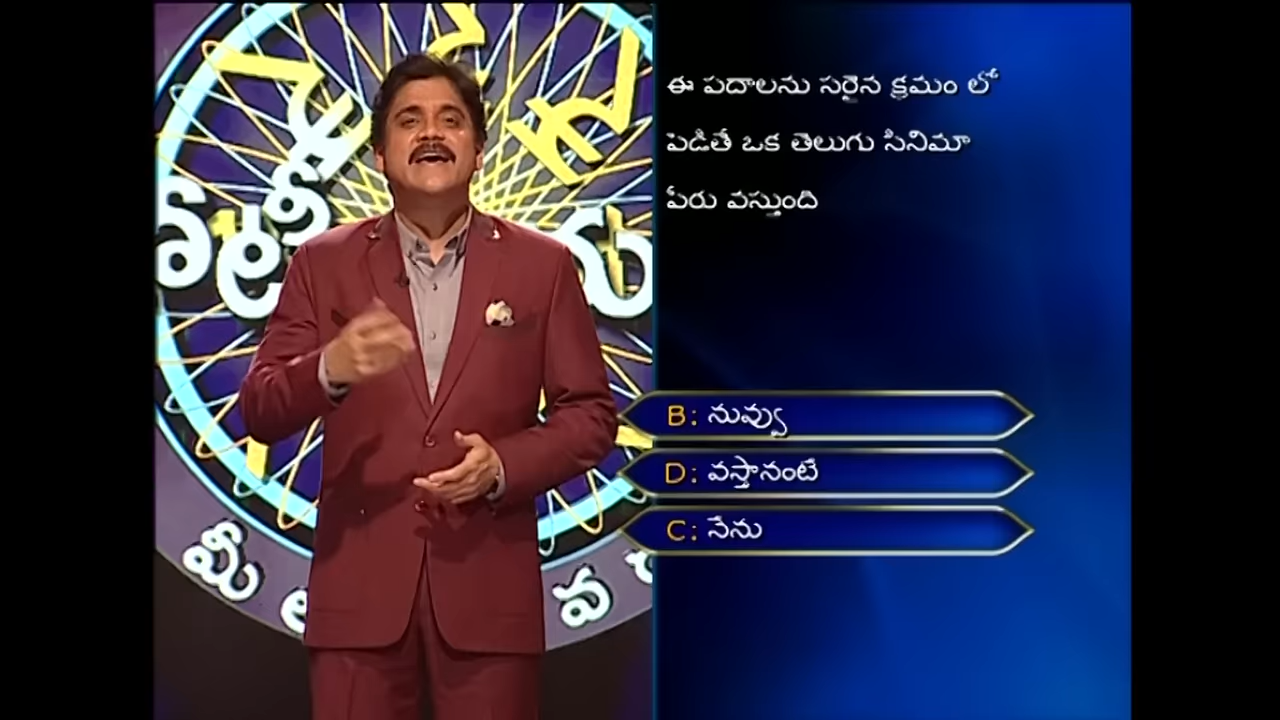 ఈ పదాలను సరైన క్రమం లో
పెడితే ఒక తెలుగు సినిమా
పేరు వస్తుంది
B: నువ్వు
D: వస్తానంటే
C: నేను
మీ
వ